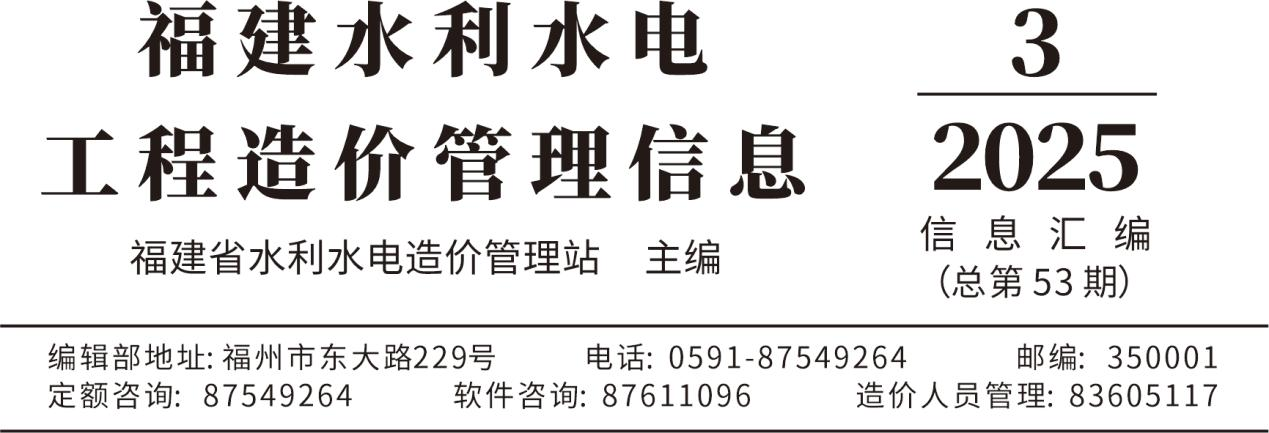 福建水利水电
工程造价管理信息
福建省水利水电造价管理站 主编
3
2025
信息汇编
（总第 53 期）
编辑部地址: 福州市东大路229号 电话: 0591-87549264 邮编: 350001
定额咨询: 87549264 软件咨询: 87611096 造价人员管理: 83605117